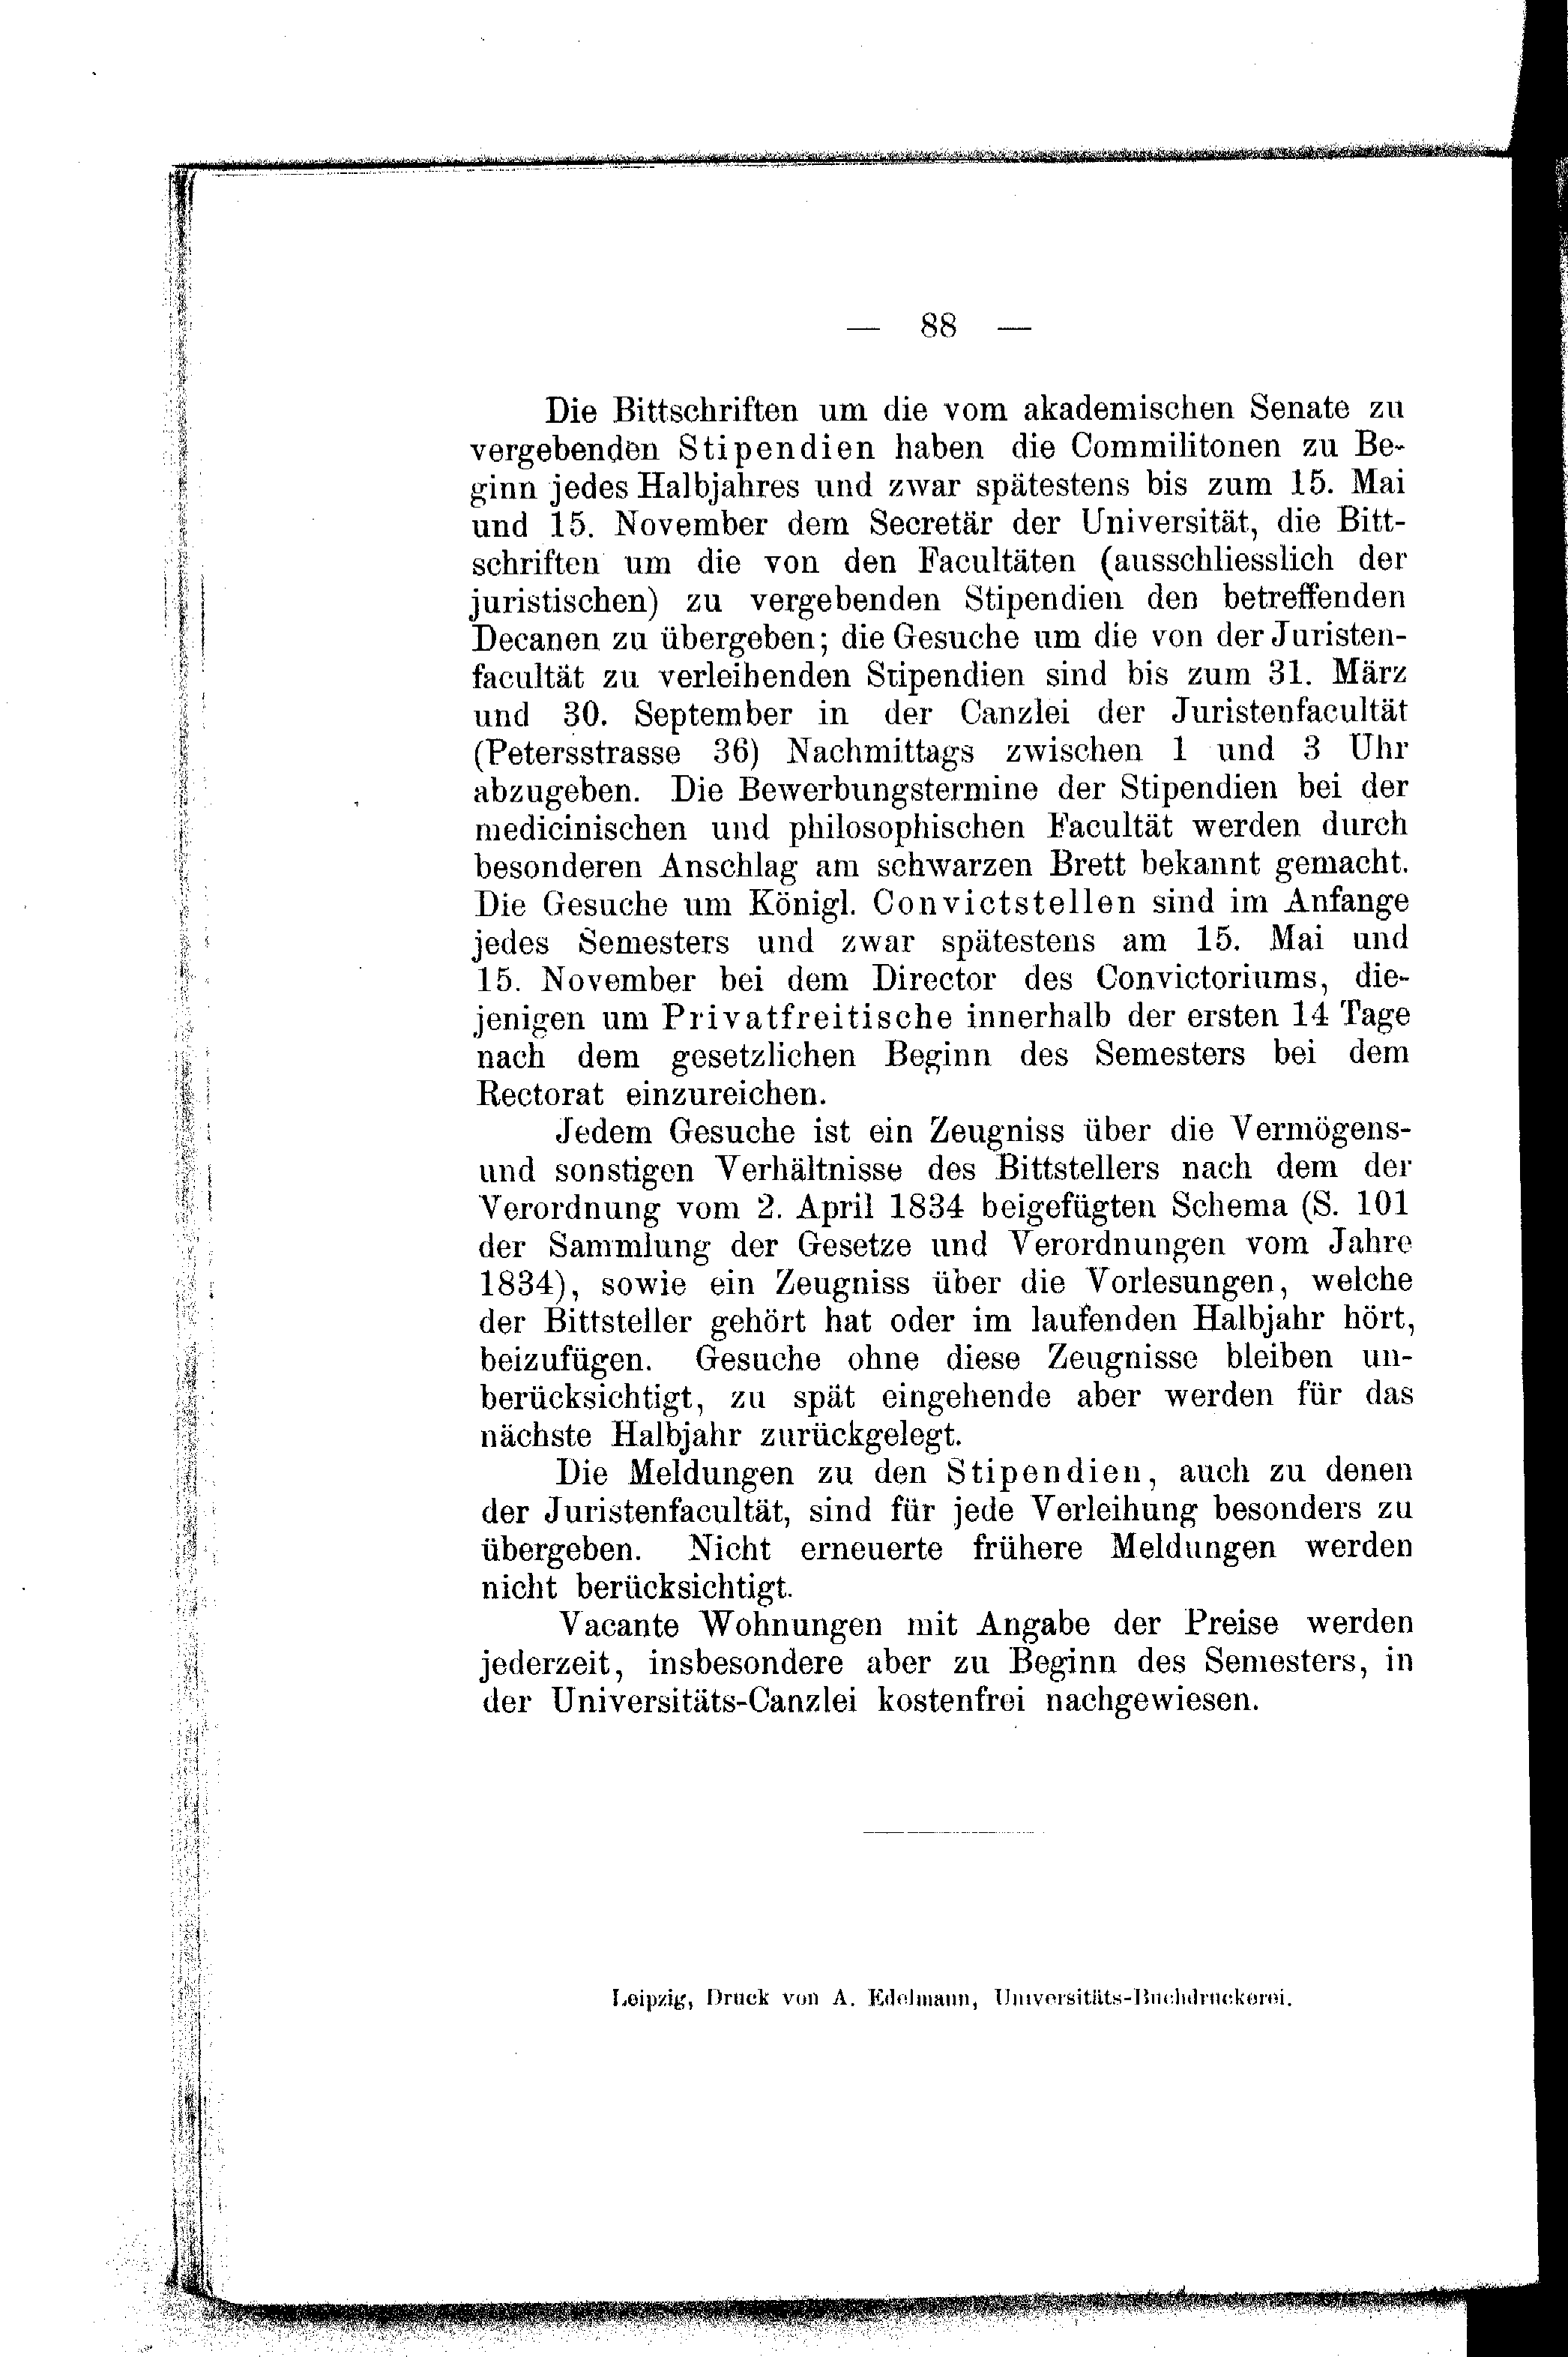 — 88 —
Die Bittschriften um die vom akademischen Senate zu
vergebenden Stipendien haben die Commilitonen zu Be-
ginn jedes Halbjahres und zwar spätestens bis zum 15. Mai
und 15. November dem Secretär der Universität, die Bitt-
schriften um die von den Facultäten (ausschliesslich der
juristischen) zu vergebenden Stipendien den betreffenden
Decanen zu übergeben; die Gesuche um die von der Juristen-
facultät zu verleihenden Stipendien sind bis zum 31. März
und 30. September in der Canzlei der Juristenfacultät
(Petersstrasse 36) Nachmittags zwischen 1 und 3 Uhr
abzugeben. Die Bewerbungstermine der Stipendien bei der
medicinischen und philosophischen Facultät werden durch
besonderen Anschlag am schwarzen Brett bekannt gemacht.
Die Gesuche um Königl. Convictstellen sind im Anfange
jedes Semesters und zwar spätestens am 15. Mai und
15. November bei dem Director des Convictoriums, die-
jenigen um Privatfreitische innerhalb der ersten 14 Tage
nach dem gesetzlichen Beginn des Semesters bei dem
Rectorat einzureichen.
Jedem Gesuche ist ein Zeugniss über die Vermögens-
und sonstigen Verhältnisse des Bittstellers nach dem der
Verordnung vom 2. April 1834 beigefügten Schema (S. 101
der Sammlung der Gesetze und Verordnungen vom Jahre
1834), sowie ein Zeugniss über die Vorlesungen, welche
der Bittsteller gehört hat oder im laufenden Halbjahr hört,
beizufügen. Gesuche ohne diese Zeugnisse bleiben un-
berücksichtigt, zu spät eingehende aber werden für das
nächste Halbjahr zurückgelegt.
Die Meldungen zu den Stipendien, auch zu denen
der Juristenfacultät, sind für jede Verleihung besonders zu
übergeben. Nicht erneuerte frühere Meldungen werden
nicht berücksichtigt.
Vacante Wohnungen mit Angabe der Preise werden
jederzeit, insbesondere aber zu Beginn des Semesters, in
der Universitäts-Canzlei kostenfrei nachgewiesen.
Leipzig, Druck von A. Edelmann, Universitäts-Buchdruckerei.